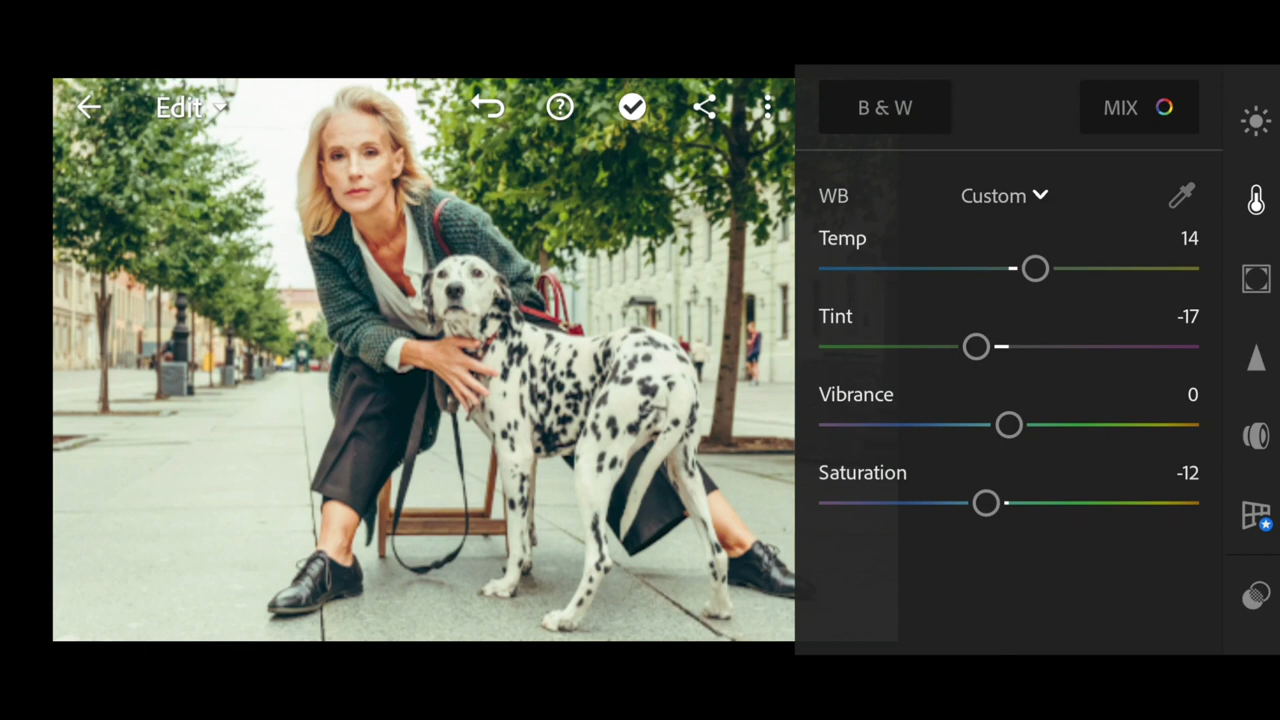 Edit
B & W
MIX
WB Custom
Temp 14
Tint -17
Vibrance 0
Saturation -12